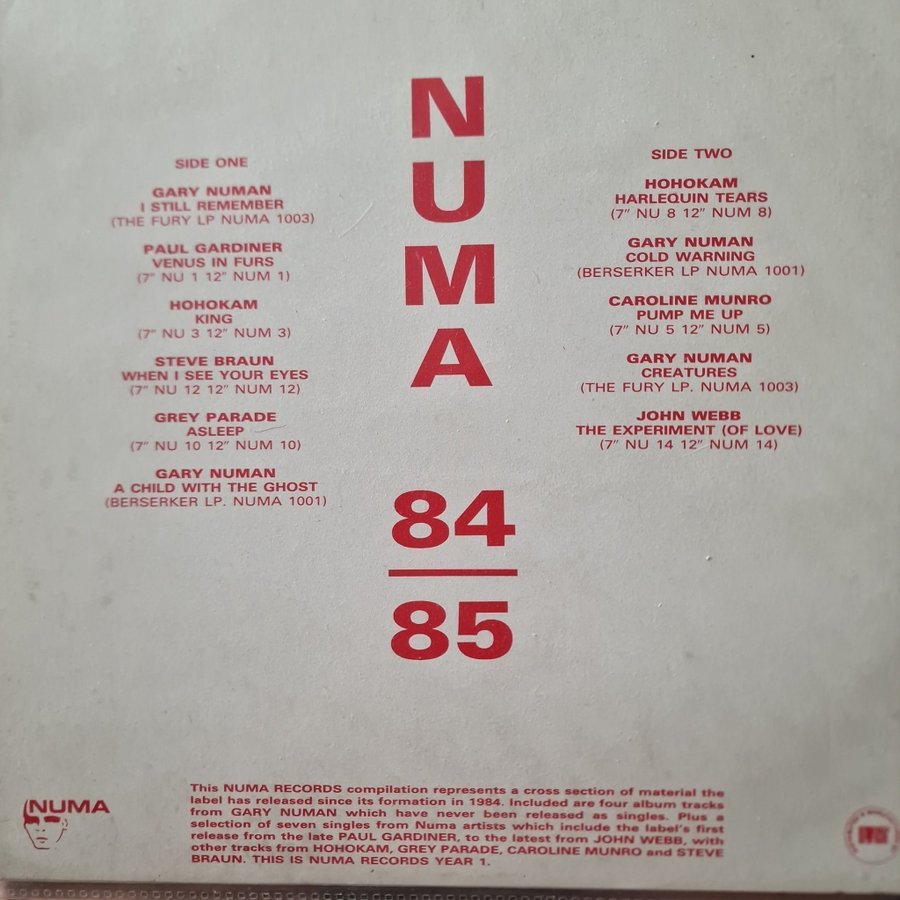 NUMA
84
85
SIDE ONE
GARY NUMAN
I STILL REMEMBER
(THE FURY LP NUMA 1003)
PAUL GARDINER
VENUS IN FURS
(7" NU 1 12" NUM 1)
HOHOKAM
KING
(7" NU 3 12" NUM 3)
STEVE BRAUN
WHEN I SEE YOUR EYES
(7" NU 12 12" NUM 12)
GREY PARADE
ASLEEP
(7" NU 10 12" NUM 10)
GARY NUMAN
A CHILD WITH THE GHOST
(BERSERKER LP. NUMA 1001)
SIDE TWO
HOHOKAM
HARLEQUIN TEARS
(7" NU 8 12" NUM 8)
GARY NUMAN
COLD WARNING
(BERSERKER LP NUMA 1001)
CAROLINE MUNRO
PUMP ME UP
(7" NU 5 12" NUM 5)
GARY NUMAN
CREATURES
(THE FURY LP. NUMA 1003)
JOHN WEBB
THE EXPERIMENT (OF LOVE)
(7" NU 14 12" NUM 14)
NUMA
This NUMA RECORDS compilation represents a cross section of material the
label has released since its formation in 1984. Included are four album tracks
from GARY NUMAN which have never been released as singles. Plus a
selection of seven singles from Numa artists which include the label's first
release from the late PAUL GARDINER, to the latest from JOHN WEBB, with
other tracks from HOHOKAM, GREY PARADE, CAROLINE MUNRO and STEVE
BRAUN. THIS IS NUMA RECORDS YEAR 1.